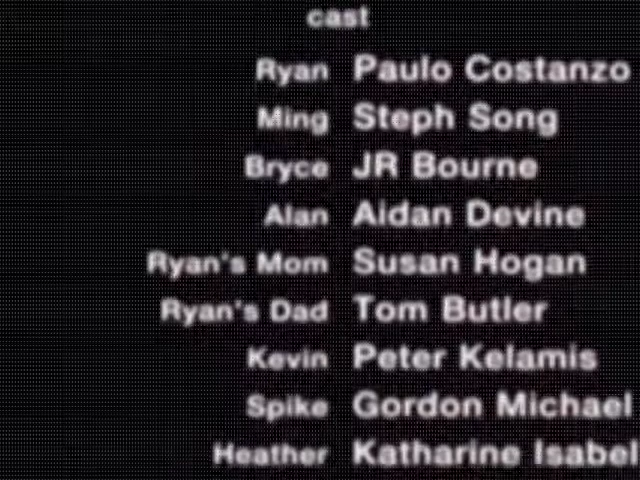 cast
Ryan Paulo Costanzo
Ming Steph Song
Bryce JR Bourne
Alan Aidan Devine
Ryan's Mom Susan Hogan
Ryan's Dad Tom Butler
Kevin Peter Kelamis
Spike Gordon Michael
Heather Katharine Isabel